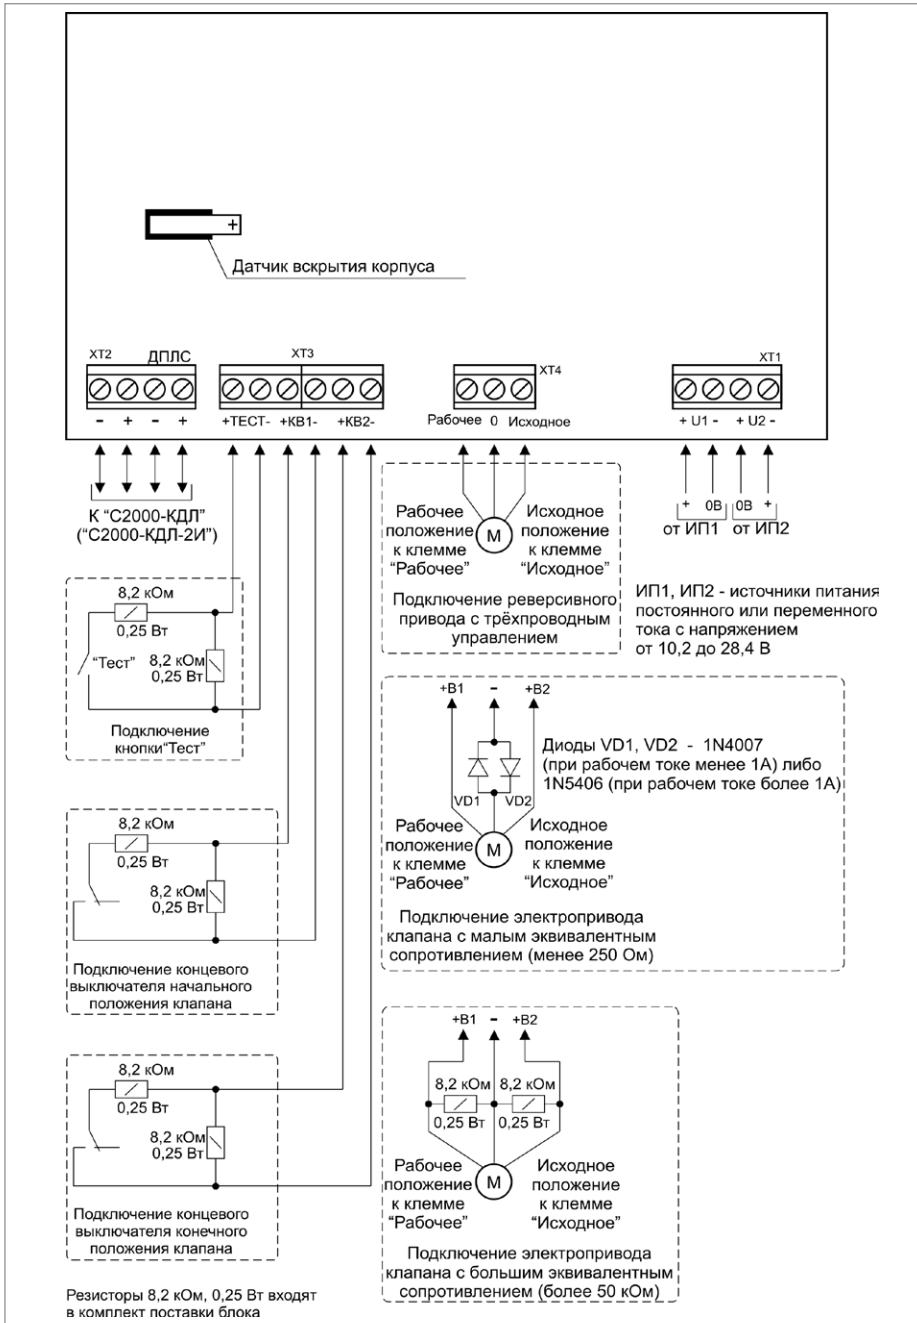 +
Датчик вскрытия корпуса
XT2
ДПЛС
XT3
XT4
XT1
- + - +
+ТЕСТ- +КВ1- +КВ2-
Рабочее 0 Исходное
+ U1 - + U2 -
К “С2000-КДЛ”
(“С2000-КДЛ-2И”)
+ 0В 0В +
от ИП1 от ИП2
Рабочее
положение
к клемме
“Рабочее”
М
Исходное
положение
к клемме
“Исходное”
Подключение реверсивного
привода с трёхпроводным
управлением
ИП1, ИП2 - источники питания
постоянного или переменного
тока с напряжением
от 10,2 до 28,4 В
8,2 кОм
0,25 Вт
“Тест”
8,2 кОм
0,25 Вт
Подключение
кнопки“Тест”
+В1 - +В2
VD1
VD2
Диоды VD1, VD2 - 1N4007
(при рабочем токе менее 1А) либо
1N5406 (при рабочем токе более 1А)
Рабочее
положение
к клемме
“Рабочее”
М
Исходное
положение
к клемме
“Исходное”
Подключение электропривода
клапана с малым эквивалентным
сопротивлением (менее 250 Ом)
8,2 кОм
0,25 Вт
8,2 кОм
0,25 Вт
Подключение концевого
выключателя начального
положения клапана
8,2 кОм
0,25 Вт
8,2 кОм
0,25 Вт
Подключение концевого
выключателя конечного
положения клапана
+В1 - +В2
8,2 кОм 8,2 кОм
0,25 Вт 0,25 Вт
Рабочее
положение
к клемме
“Рабочее”
М
Исходное
положение
к клемме
“Исходное”
Подключение электропривода
клапана с большим эквивалентным
сопротивлением (более 50 кОм)
Резисторы 8,2 кОм, 0,25 Вт входят
в комплект поставки блока